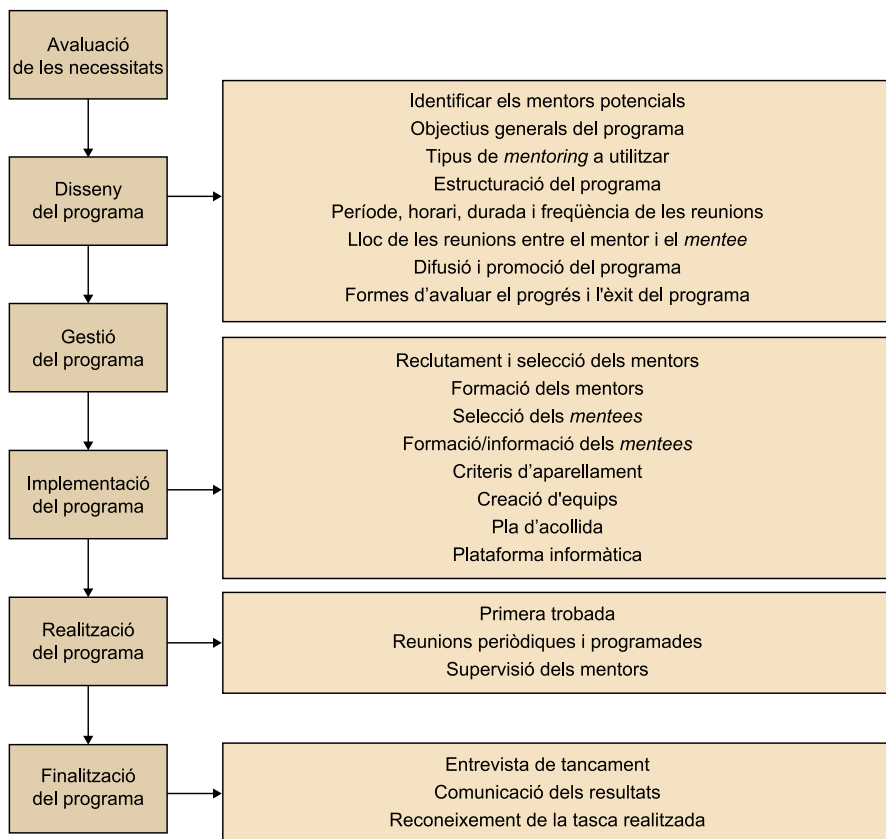 Avaluació
de les necessitats
Disseny
del programa
Identificar els mentors potencials
Objectius generals del programa
Tipus de mentoring a utilitzar
Estructuració del programa
Període, horari, durada i freqüència de les reunions
Lloc de les reunions entre el mentor i el mentee
Difusió i promoció del programa
Formes d’avaluar el progrés i l'èxit del programa
Gestió
del programa
Implementació
del programa
Reclutament i selecció dels mentors
Formació dels mentors
Selecció dels mentees
Formació/informació dels mentees
Criteris d’aparellament
Creació d'equips
Pla d’acollida
Plataforma informàtica
Realització
del programa
Primera trobada
Reunions periòdiques i programades
Supervisió dels mentors
Finalització
del programa
Entrevista de tancament
Comunicació dels resultats
Reconeixement de la tasca realitzada